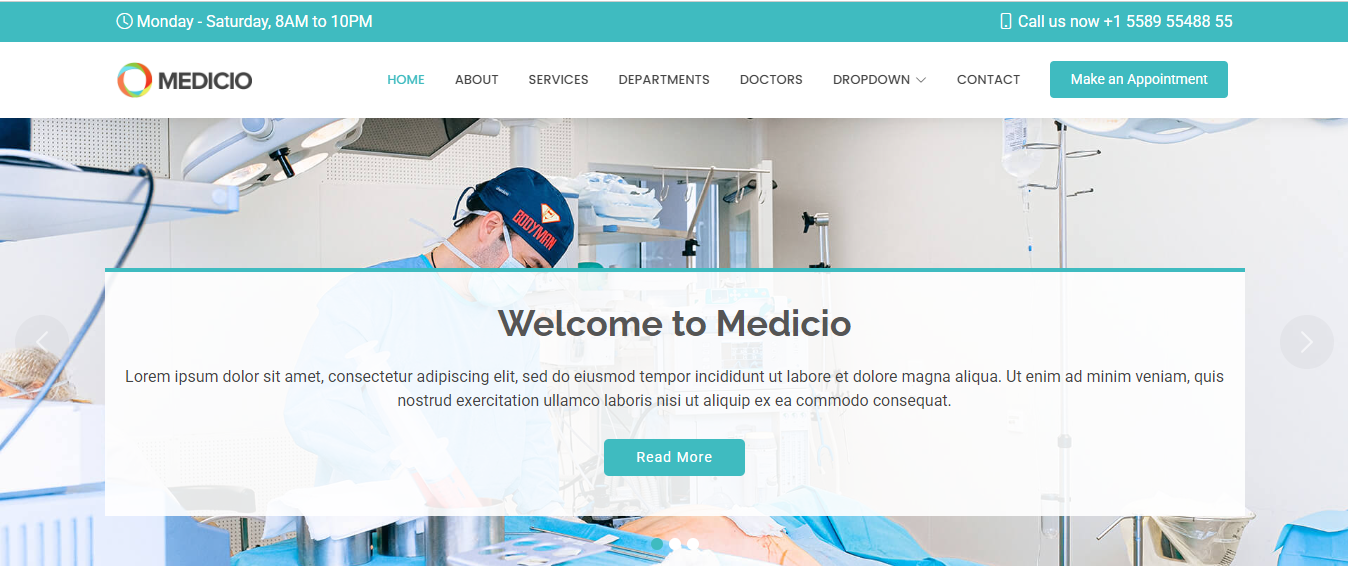 Monday - Saturday, 8AM to 10PM
Call us now +1 5589 55488 55
MEDICIO
HOME
ABOUT
SERVICES
DEPARTMENTS
DOCTORS
DROPDOWN
CONTACT
Make an Appointment
BODYMAN
Welcome to Medicio
Lorem ipsum dolor sit amet, consectetur adipiscing elit, sed do eiusmod tempor incididunt ut labore et dolore magna aliqua. Ut enim ad minim veniam, quis
nostrud exercitation ullamco laboris nisi ut aliquip ex ea commodo consequat.
Read More